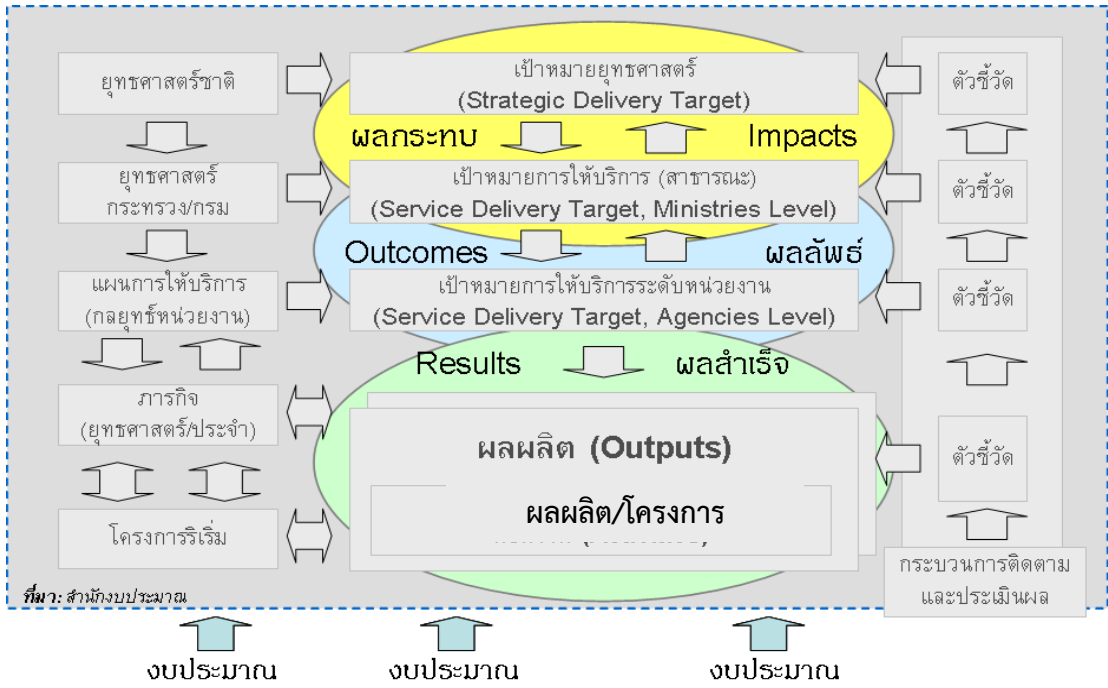 ยุทธศาสตร์ชาติ
เป้าหมายยุทธศาสตร์
(Strategic Delivery Target)
ตัวชี้วัด
ผลกระทบ
Impacts
ยุทธศาสตร์
กระทรวง/กรม
เป้าหมายการให้บริการ (สาธารณะ)
(Service Delivery Target, Ministries Level)
ตัวชี้วัด
Outcomes
ผลลัพธ์
แผนการให้บริการ
(กลยุทธ์หน่วยงาน)
เป้าหมายการให้บริการระดับหน่วยงาน
(Service Delivery Target, Agencies Level)
ตัวชี้วัด
Results
ผลสำเร็จ
ภารกิจ
(ยุทธศาสตร์/ประจำ)
ผลผลิต (Outputs)
ตัวชี้วัด
ผลผลิต/โครงการ
โครงการริเริ่ม
กระบวนการติดตาม
และประเมินผล
ที่มา: สำนักงบประมาณ
งบประมาณ
งบประมาณ
งบประมาณ